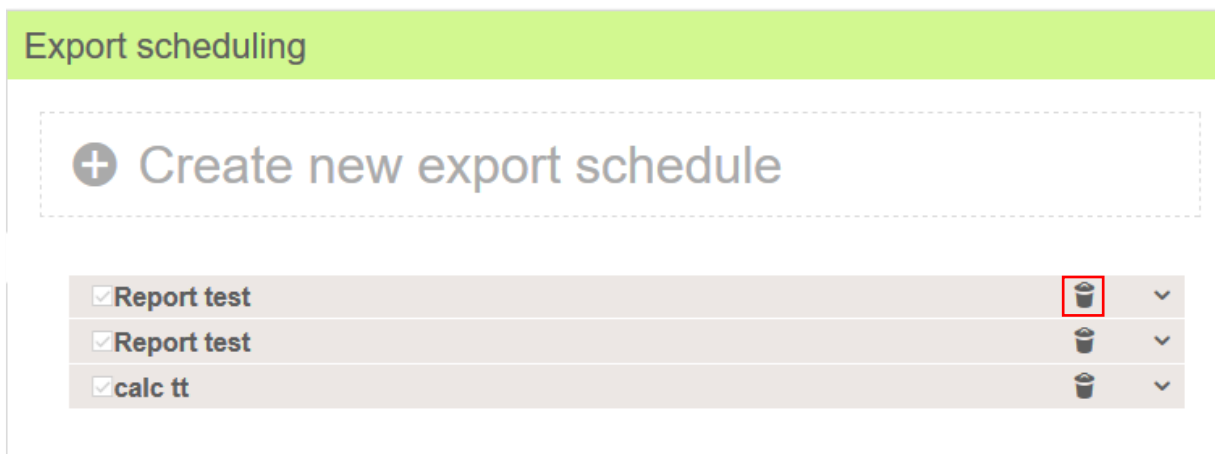 Export scheduling
Create new export schedule
Report test
Report test
calc tt